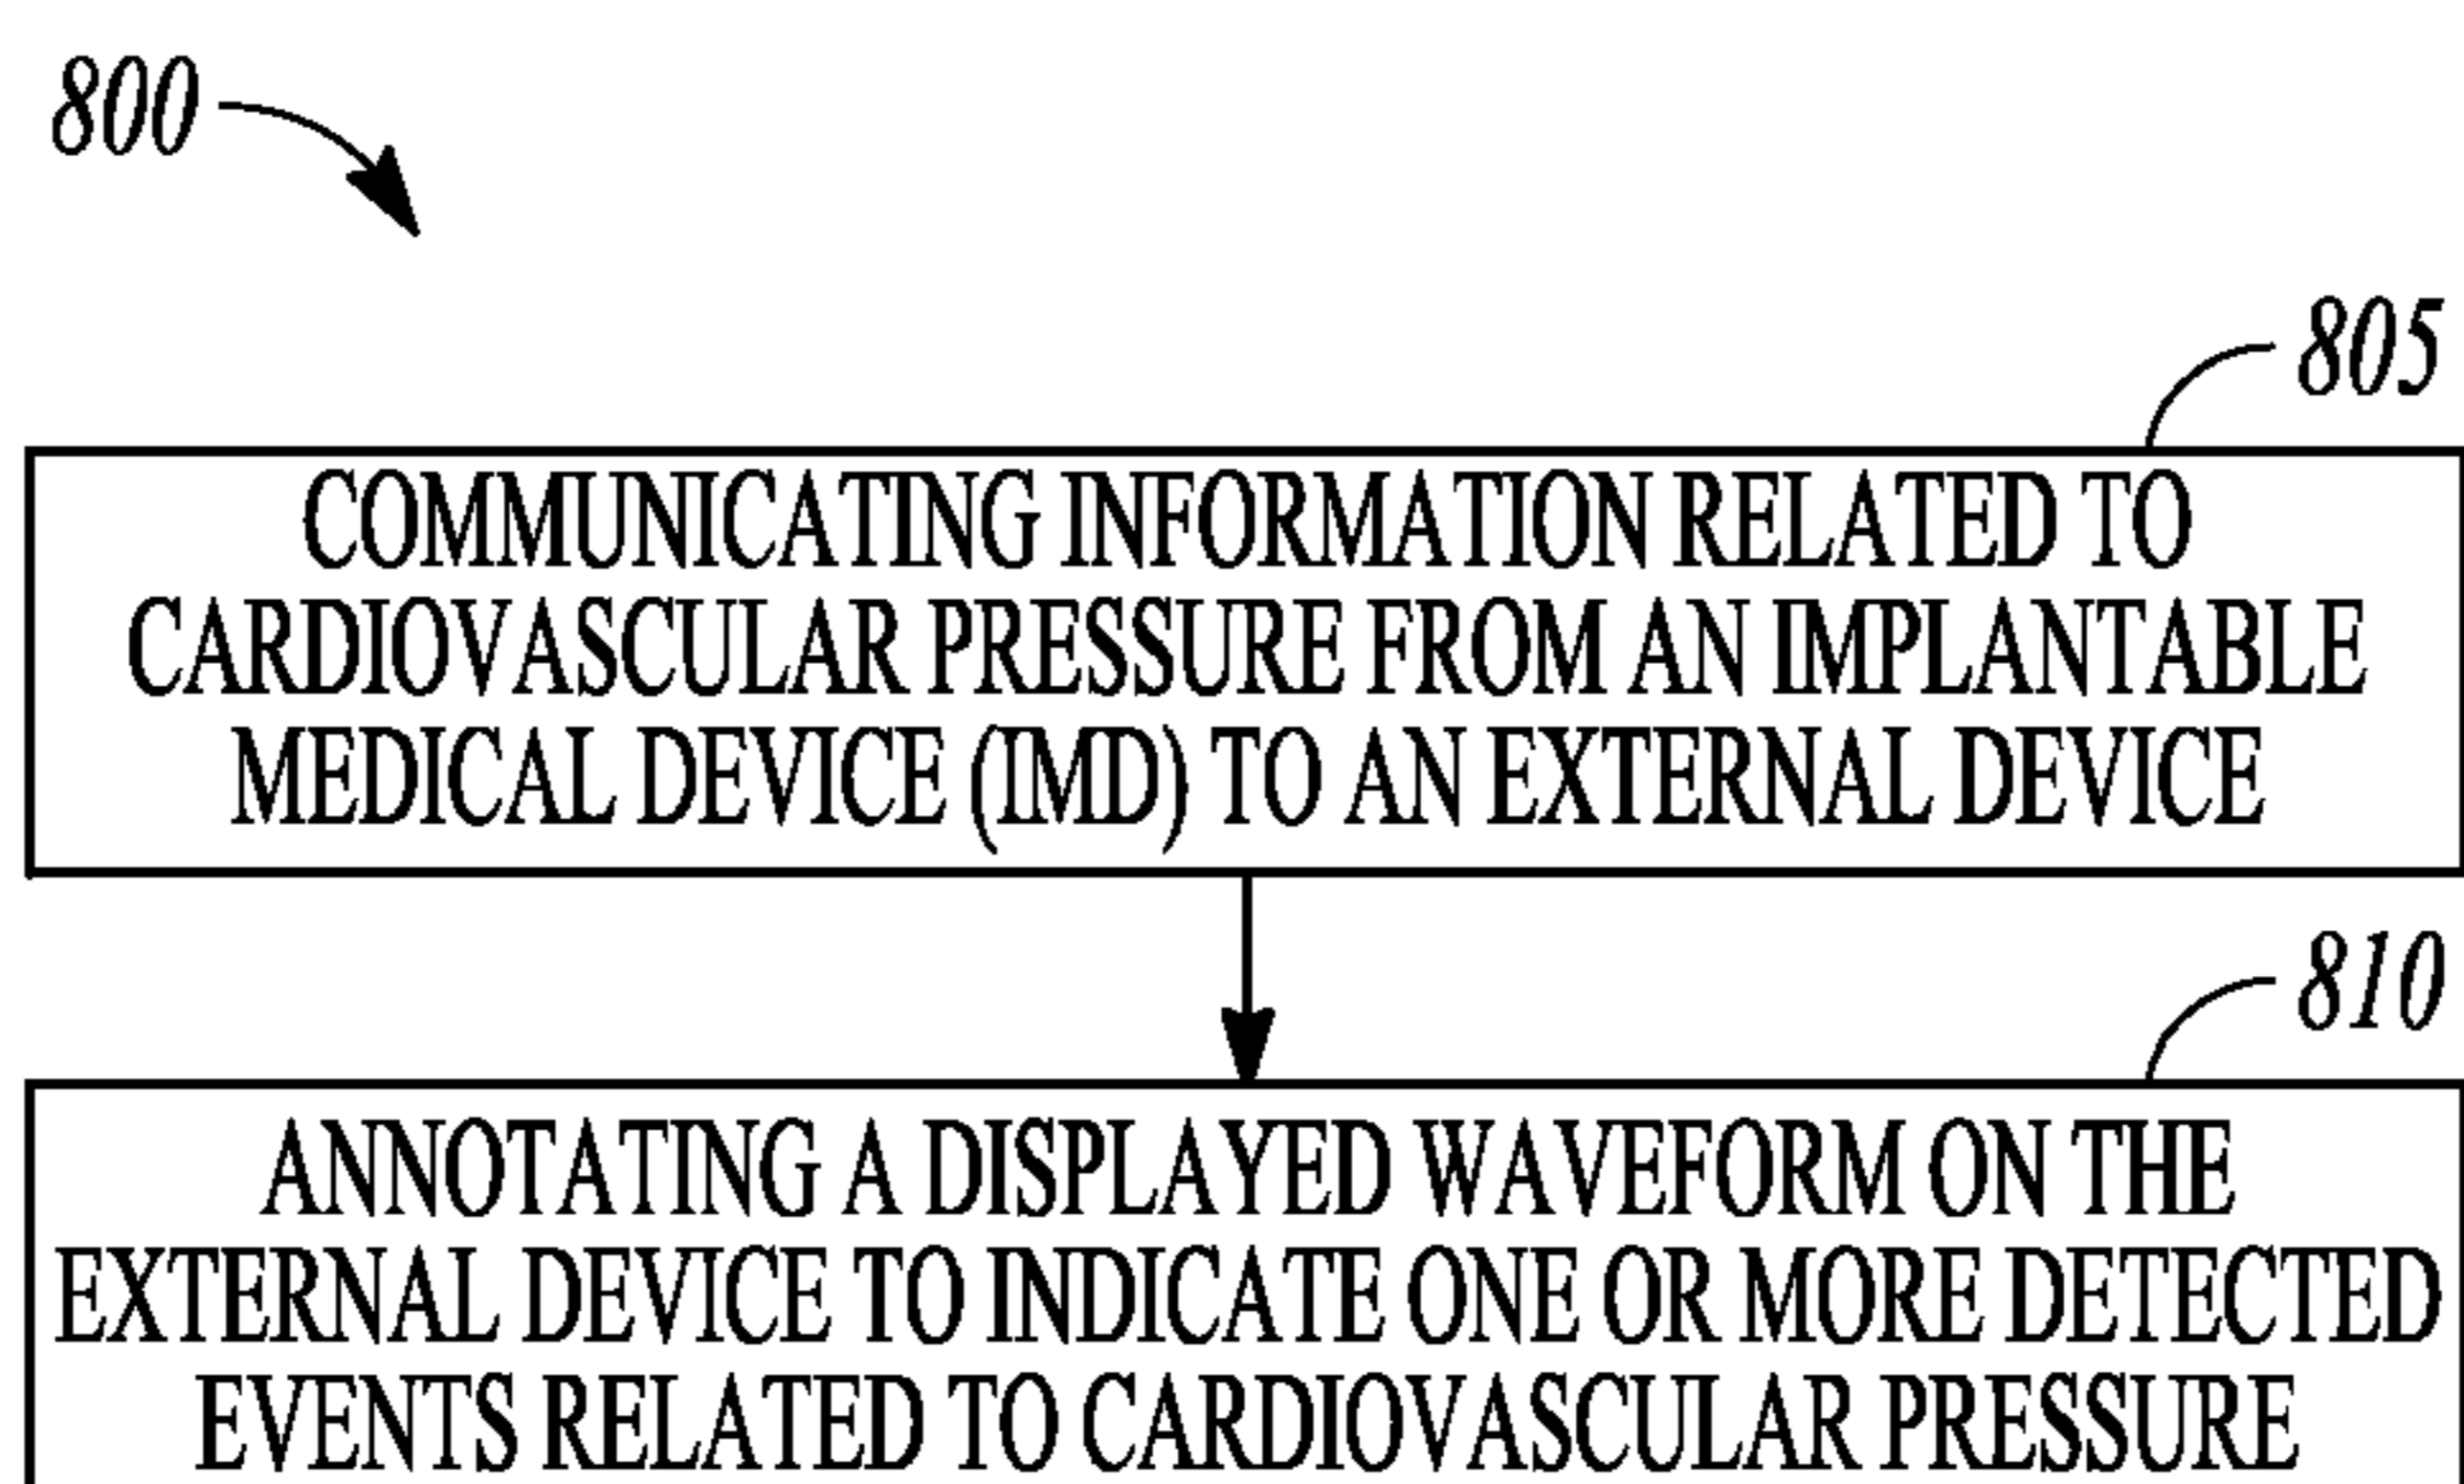 800
805
COMMUNICATING INFORMATION RELATED TO
CARDIOVASCULAR PRESSURE FROM AN IMPLANTABLE
MEDICAL DEVICE (IMD) TO AN EXTERNAL DEVICE
810
ANNOTATING A DISPLAYED WAVEFORM ON THE
EXTERNAL DEVICE TO INDICATE ONE OR MORE DETECTED
EVENTS RELATED TO CARDIOVASCULAR PRESSURE